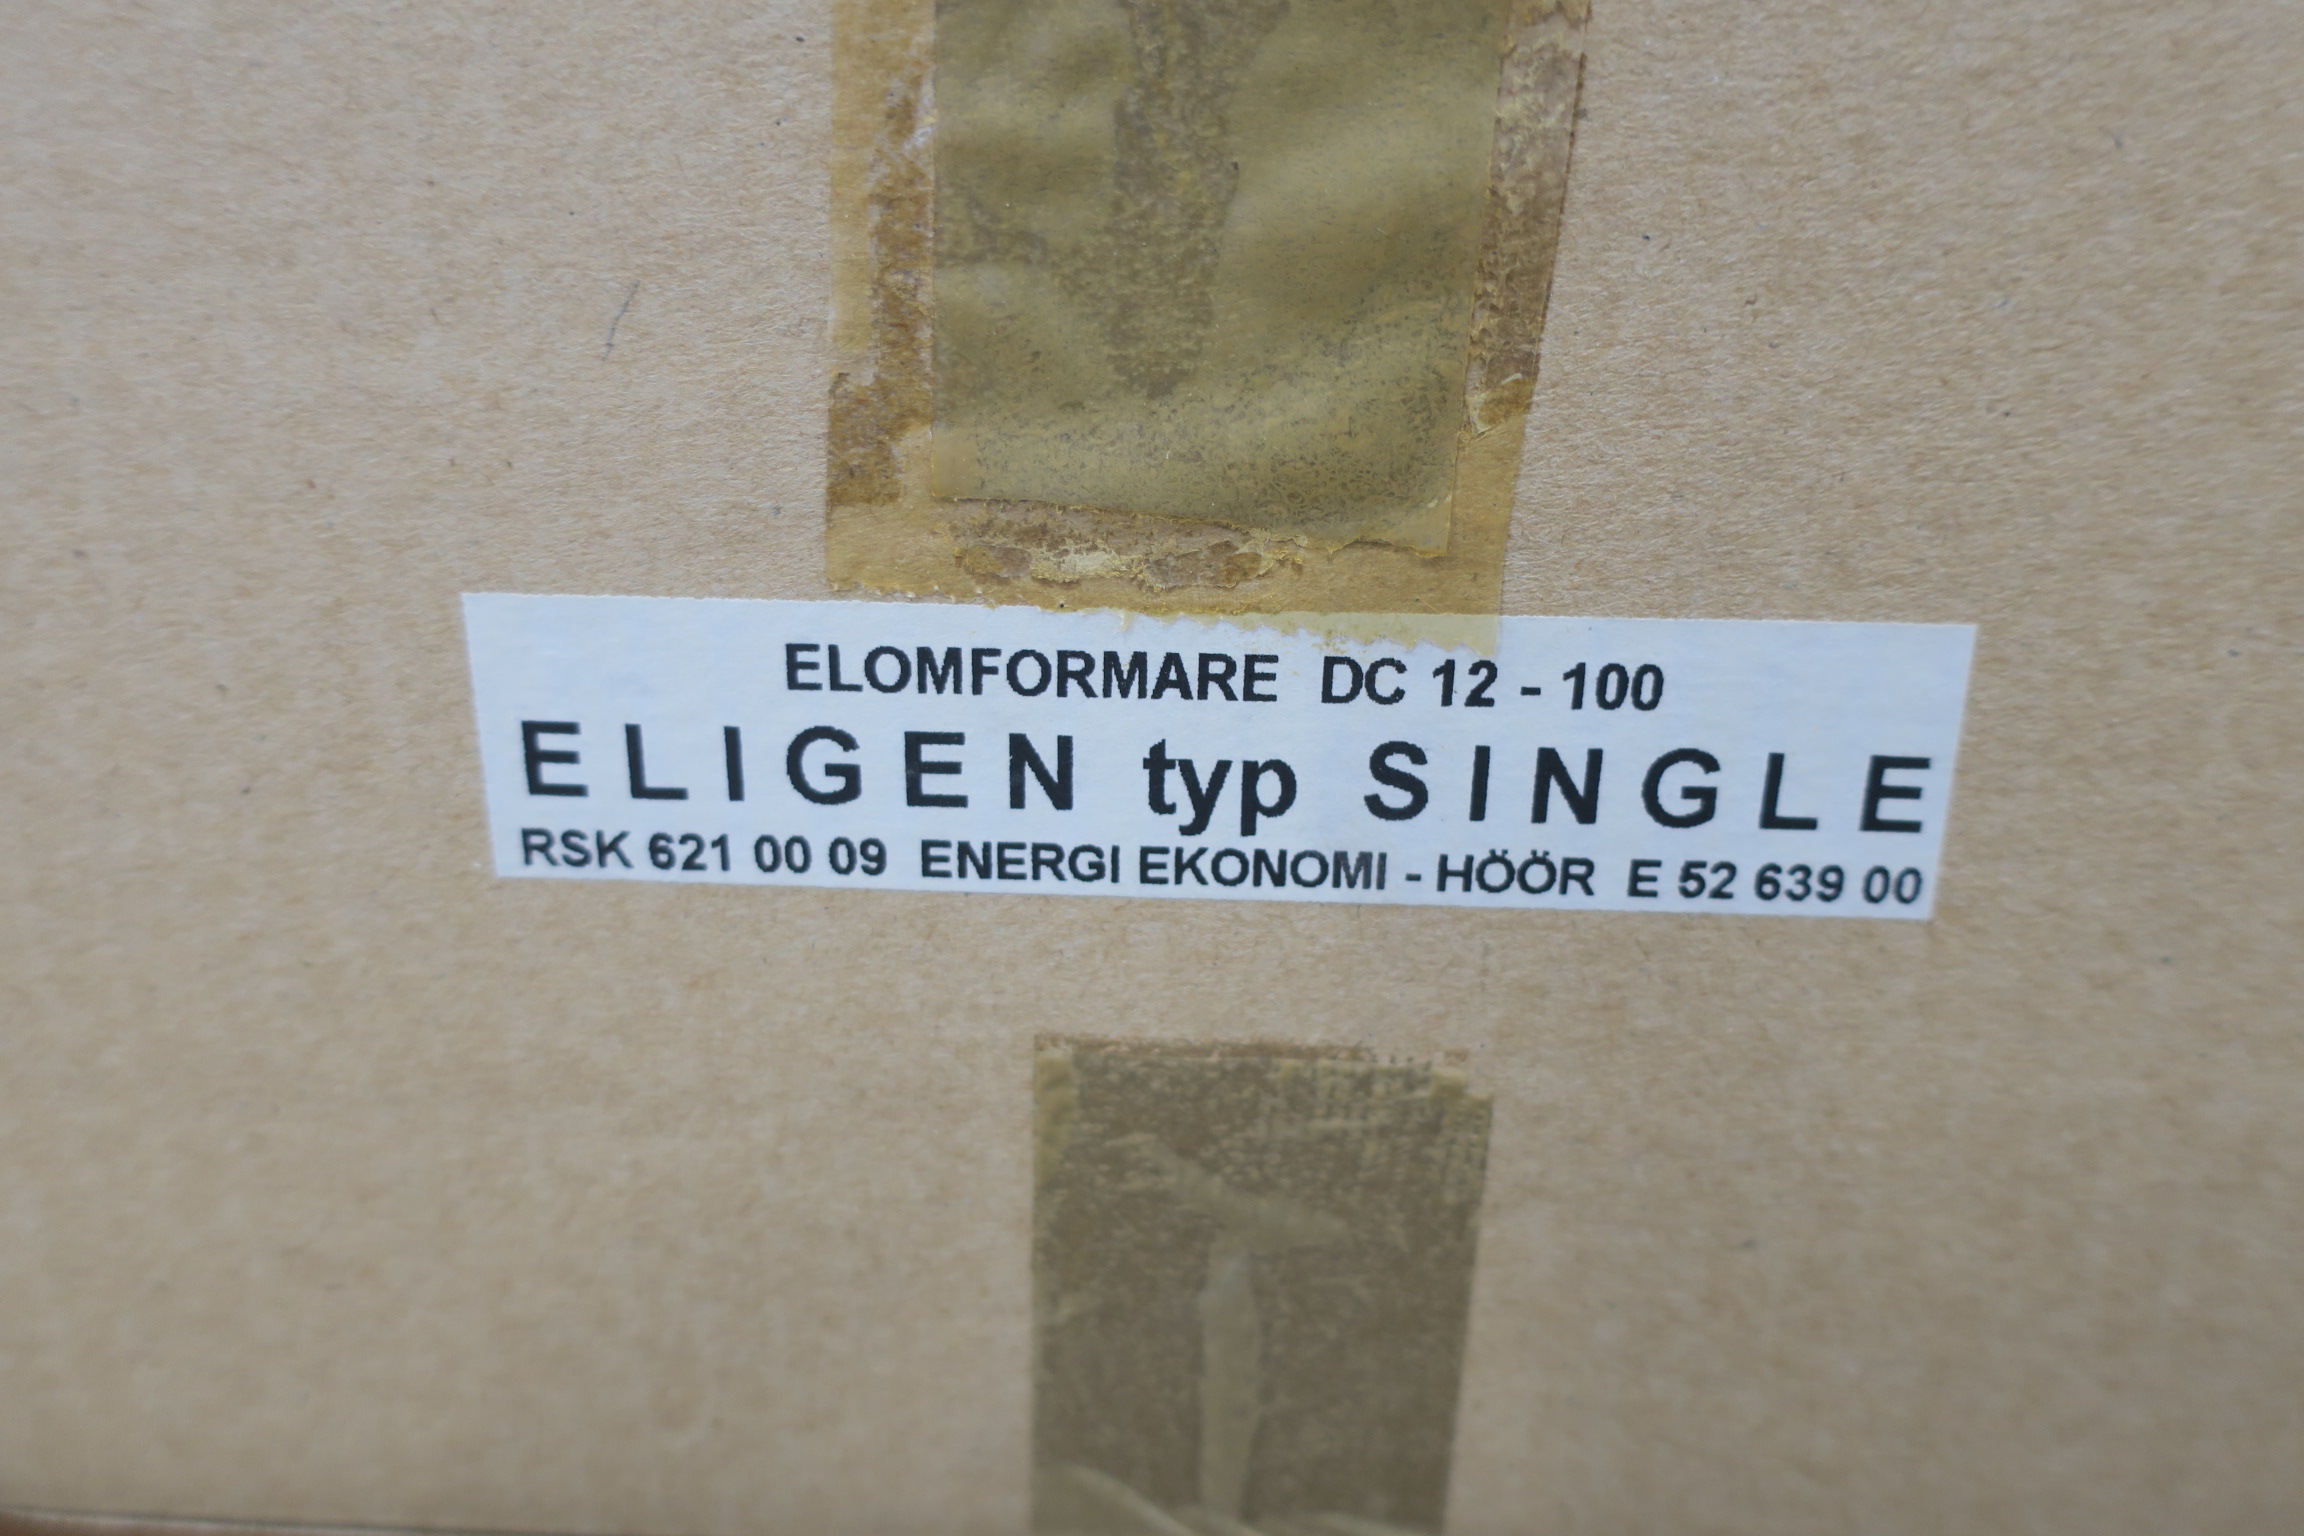 ELOMFORMARE DC 12 - 100
ELIGEN typ SINGLE
RSK 621 00 09 ENERGI EKONOMI - HÖÖR E 52 639 00